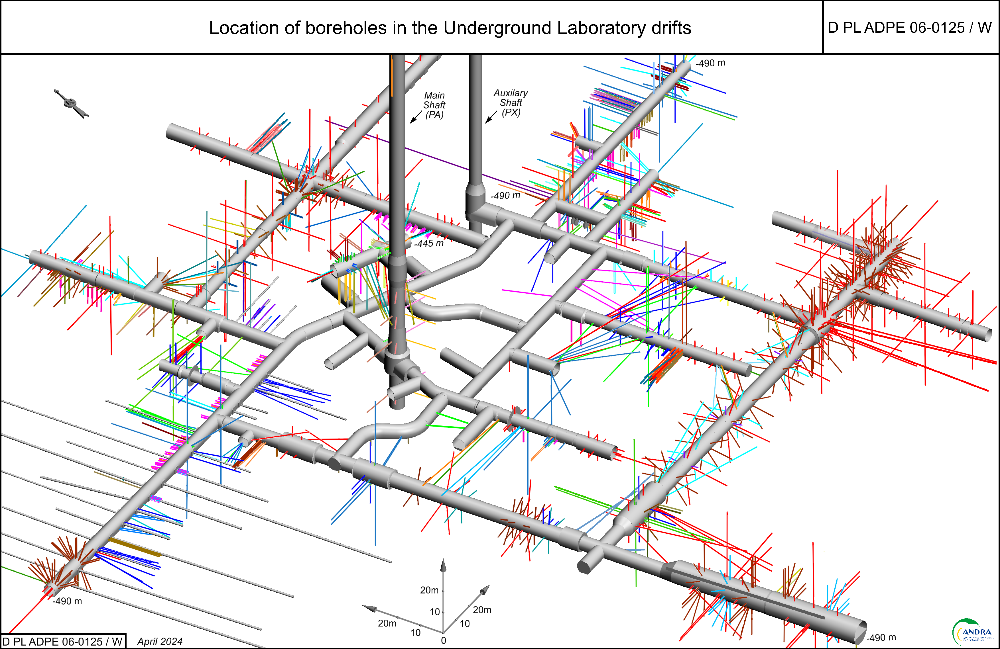 Location of boreholes in the Underground Laboratory drifts
D PL ADPE 06-0125 / W
-490 m
Main
Shaft
(PA)
Auxilary
Shaft
(PX)
-490 m
-445 m
20m
10
20m
10
20m
10
0
-490 m
-490 m
D PL ADPE 06-0125 / W
April 2024
ANDRA